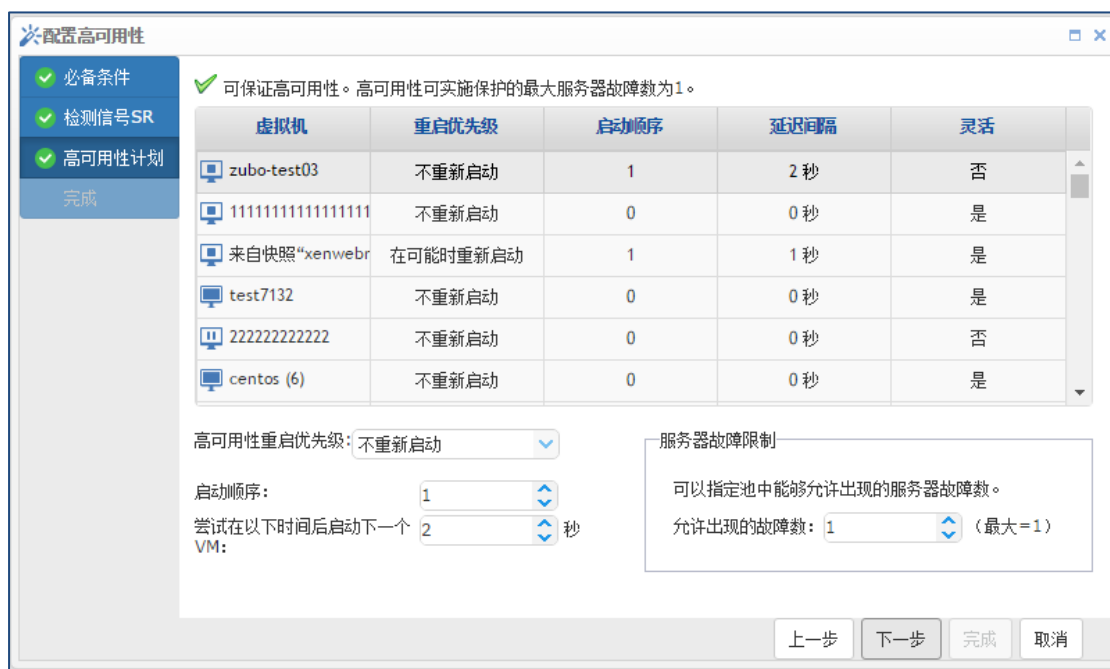 配置高可用性
必备条件
检测信号SR
高可用性计划
完成
可保证高可用性。高可用性可实施保护的最大服务器故障数为1。
虚拟机 重启优先级 启动顺序 延迟间隔 灵活
zubo-test03 不重新启动 1 2 秒 否
11111111111111111 不重新启动 0 0 秒 是
来自快照“xenwebr 在可能时重新启动 1 1 秒 是
test7132 不重新启动 0 0 秒 是
222222222222 不重新启动 0 0 秒 否
centos (6) 不重新启动 0 0 秒 是
高可用性重启优先级: 不重新启动
启动顺序: 1
尝试在以下时间后启动下一个 2 秒
VM:
服务器故障限制
可以指定池中能够允许出现的服务器故障数。
允许出现的故障数: 1 （最大=1）
上一步 下一步 完成 取消